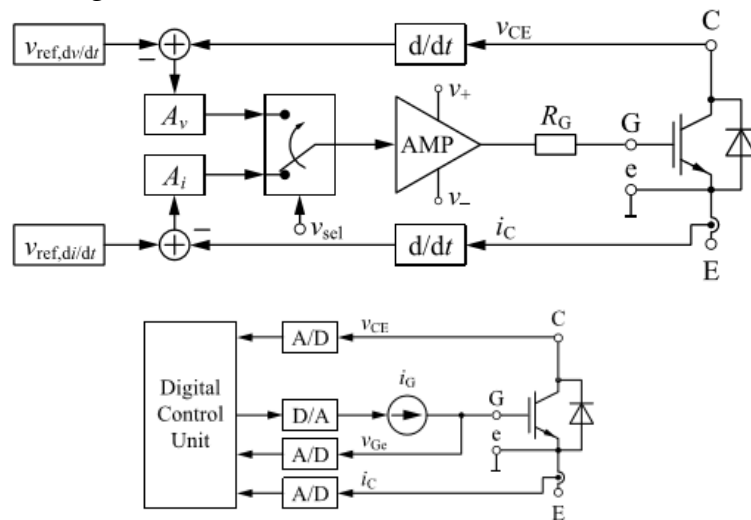 v_ref,dv/dt
−
+
d/dt
v_CE
C
A_v
v_+
A_i
AMP
R_G
G
e
v_−
v_sel
v_ref,di/dt
−
+
d/dt
i_C
E
Digital
Control
Unit
A/D
v_CE
C
D/A
i_G
G
e
A/D
v_Ge
A/D
i_C
E